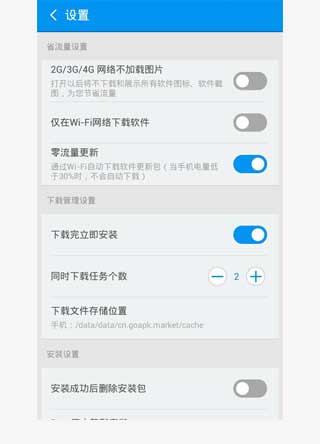 设置
省流量设置
2G/3G/4G 网络不加载图片
打开以后将不下载和展示所有软件图标、软件截
图，为您节省流量
仅在Wi-Fi网络下载软件
零流量更新
通过Wi-Fi自动下载软件更新包（当手机电量低
于30%时，不会自动下载）
下载管理设置
下载完立即安装
同时下载任务个数
2
下载文件存储位置
手机：/data/data/cn.goapk.market/cache
安装设置
安装成功后删除安装包